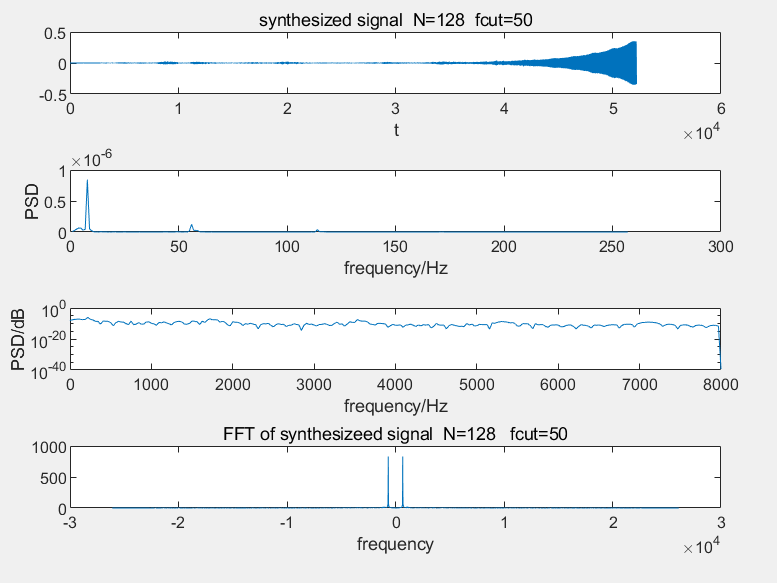 synthesized signal N=128 fcut=50
0.5
0
-0.5
0 1 2 3 4 5 6
t
×10^4
×10^-6
1
0.5
0
PSD
0 50 100 150 200 250 300
frequency/Hz
10^0
10^-20
10^-40
PSD/dB
0 1000 2000 3000 4000 5000 6000 7000 8000
frequency/Hz
FFT of synthesizeed signal N=128 fcut=50
1000
500
0
-3 -2 -1 0 1 2 3
frequency
×10^4